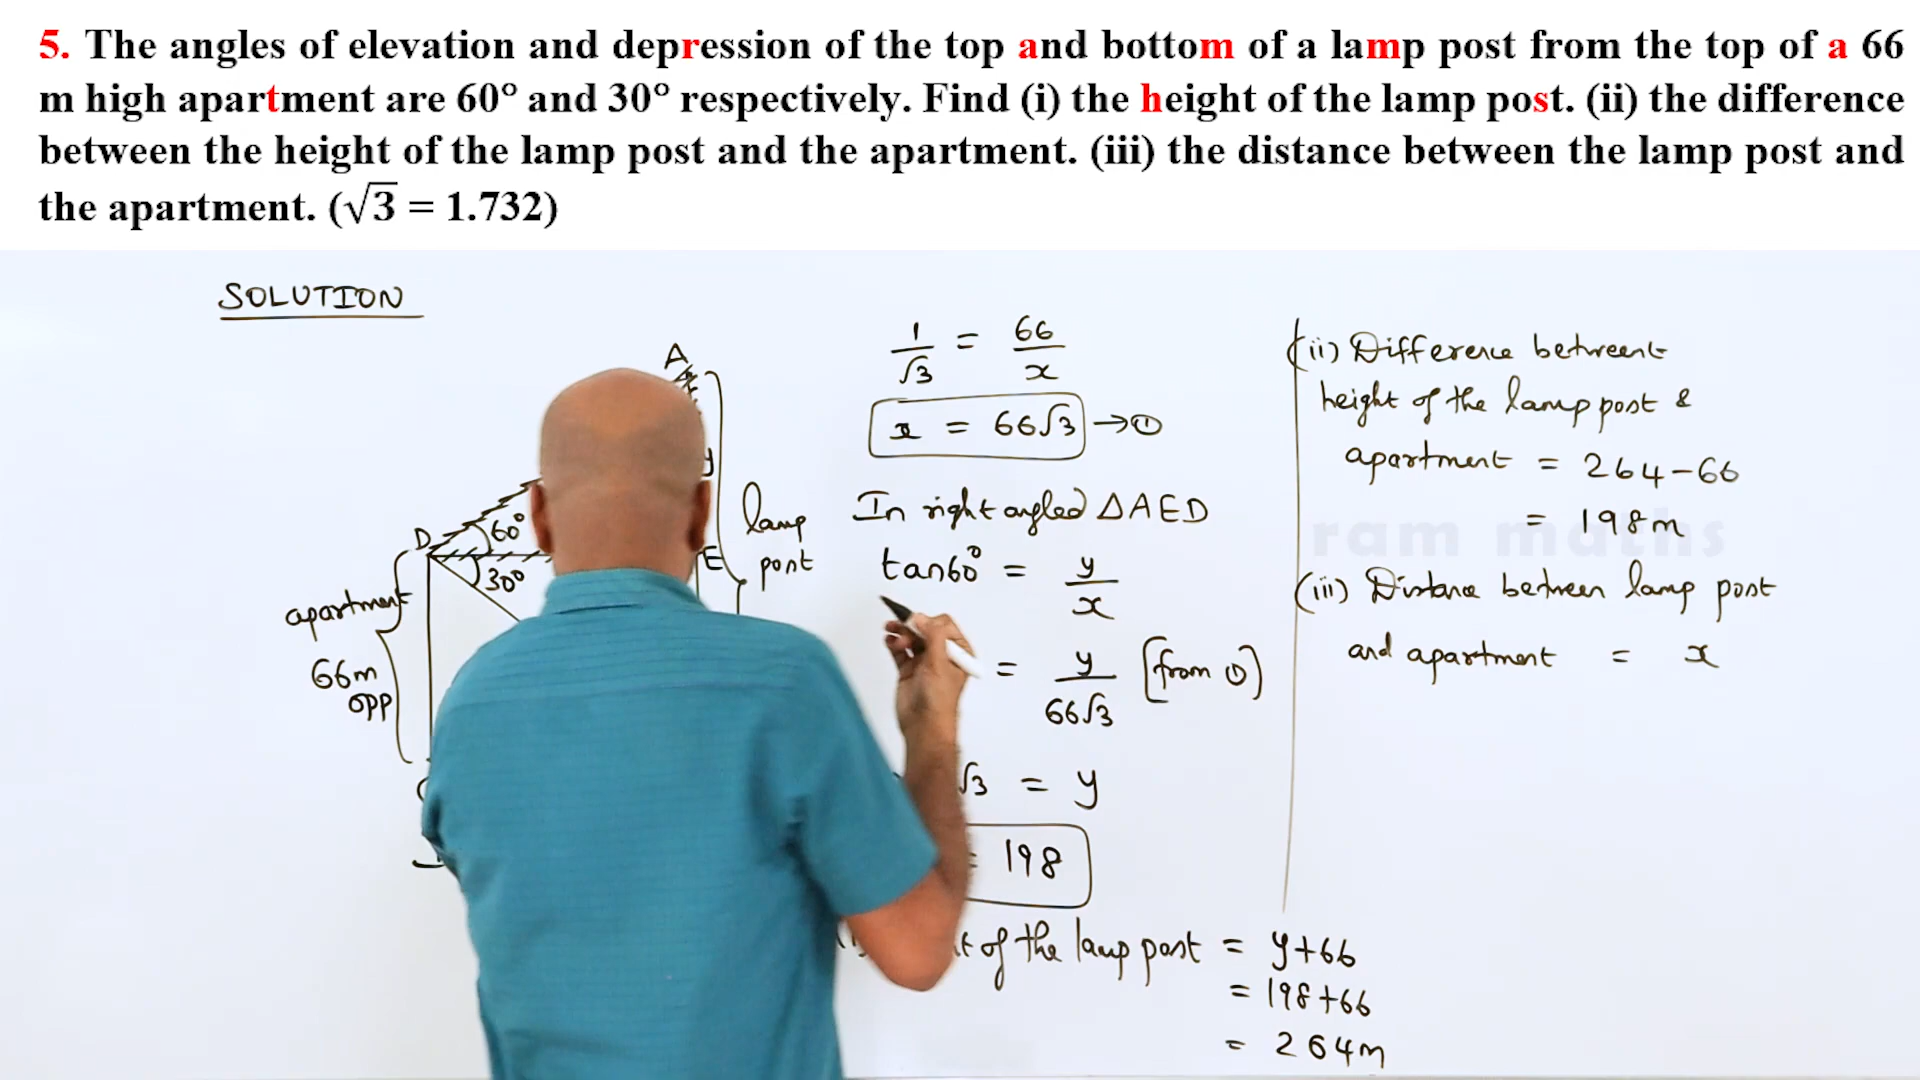 5. The angles of elevation and depression of the top and bottom of a lamp post from the top of a 66
m high apartment are 60° and 30° respectively. Find (i) the height of the lamp post. (ii) the difference
between the height of the lamp post and the apartment. (iii) the distance between the lamp post and
the apartment. (√3 = 1.732)
SOLUTION
A
y
D
60°
30°
E
lamp
post
apartment
66m
opp
1/√3 = 66/x
x = 66√3 → ①
In right angled △AED
tan60° = y/x
= y/66√3 [from ①]
√3 = y
= 198
of the lamp post = y+66
= 198+66
= 264m
(ii) Difference betweent
height of the lamp post &
apartment = 264-66
= 198m
ram maths
(iii) Distance between lamp post
and apartment = x